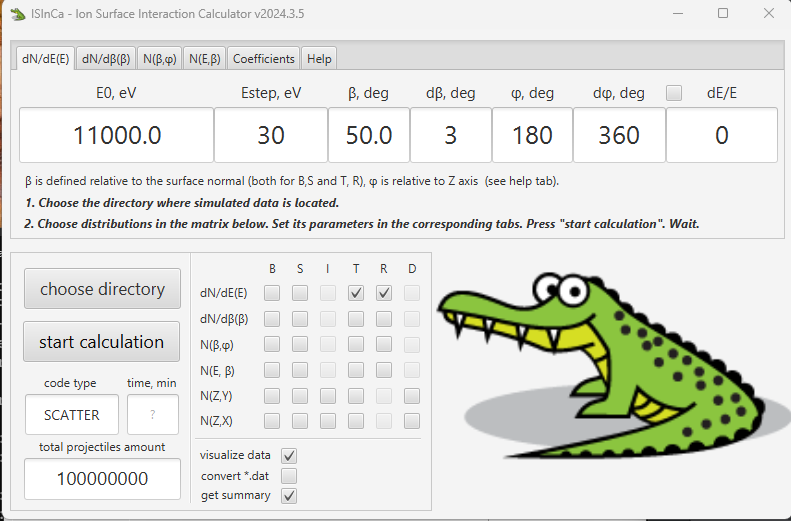 ISInCa - Ion Surface Interaction Calculator v2024.3.5
dN/dE(E) dN/dβ(β) N(β,φ) N(E,β) Coefficients Help
E0, eV Estep, eV β, deg dβ, deg φ, deg dφ, deg dE/E
11000.0 30 50.0 3 180 360 0
β is defined relative to the surface normal (both for B,S and T, R), φ is relative to Z axis (see help tab).
1. Choose the directory where simulated data is located.
2. Choose distributions in the matrix below. Set its parameters in the corresponding tabs. Press "start calculation". Wait.
choose directory
start calculation
code type time, min
SCATTER ?
total projectiles amount
100000000
B S I T R D
dN/dE(E)
dN/dβ(β)
N(β,φ)
N(E, β)
N(Z,Y)
N(Z,X)
visualize data
convert *.dat
get summary